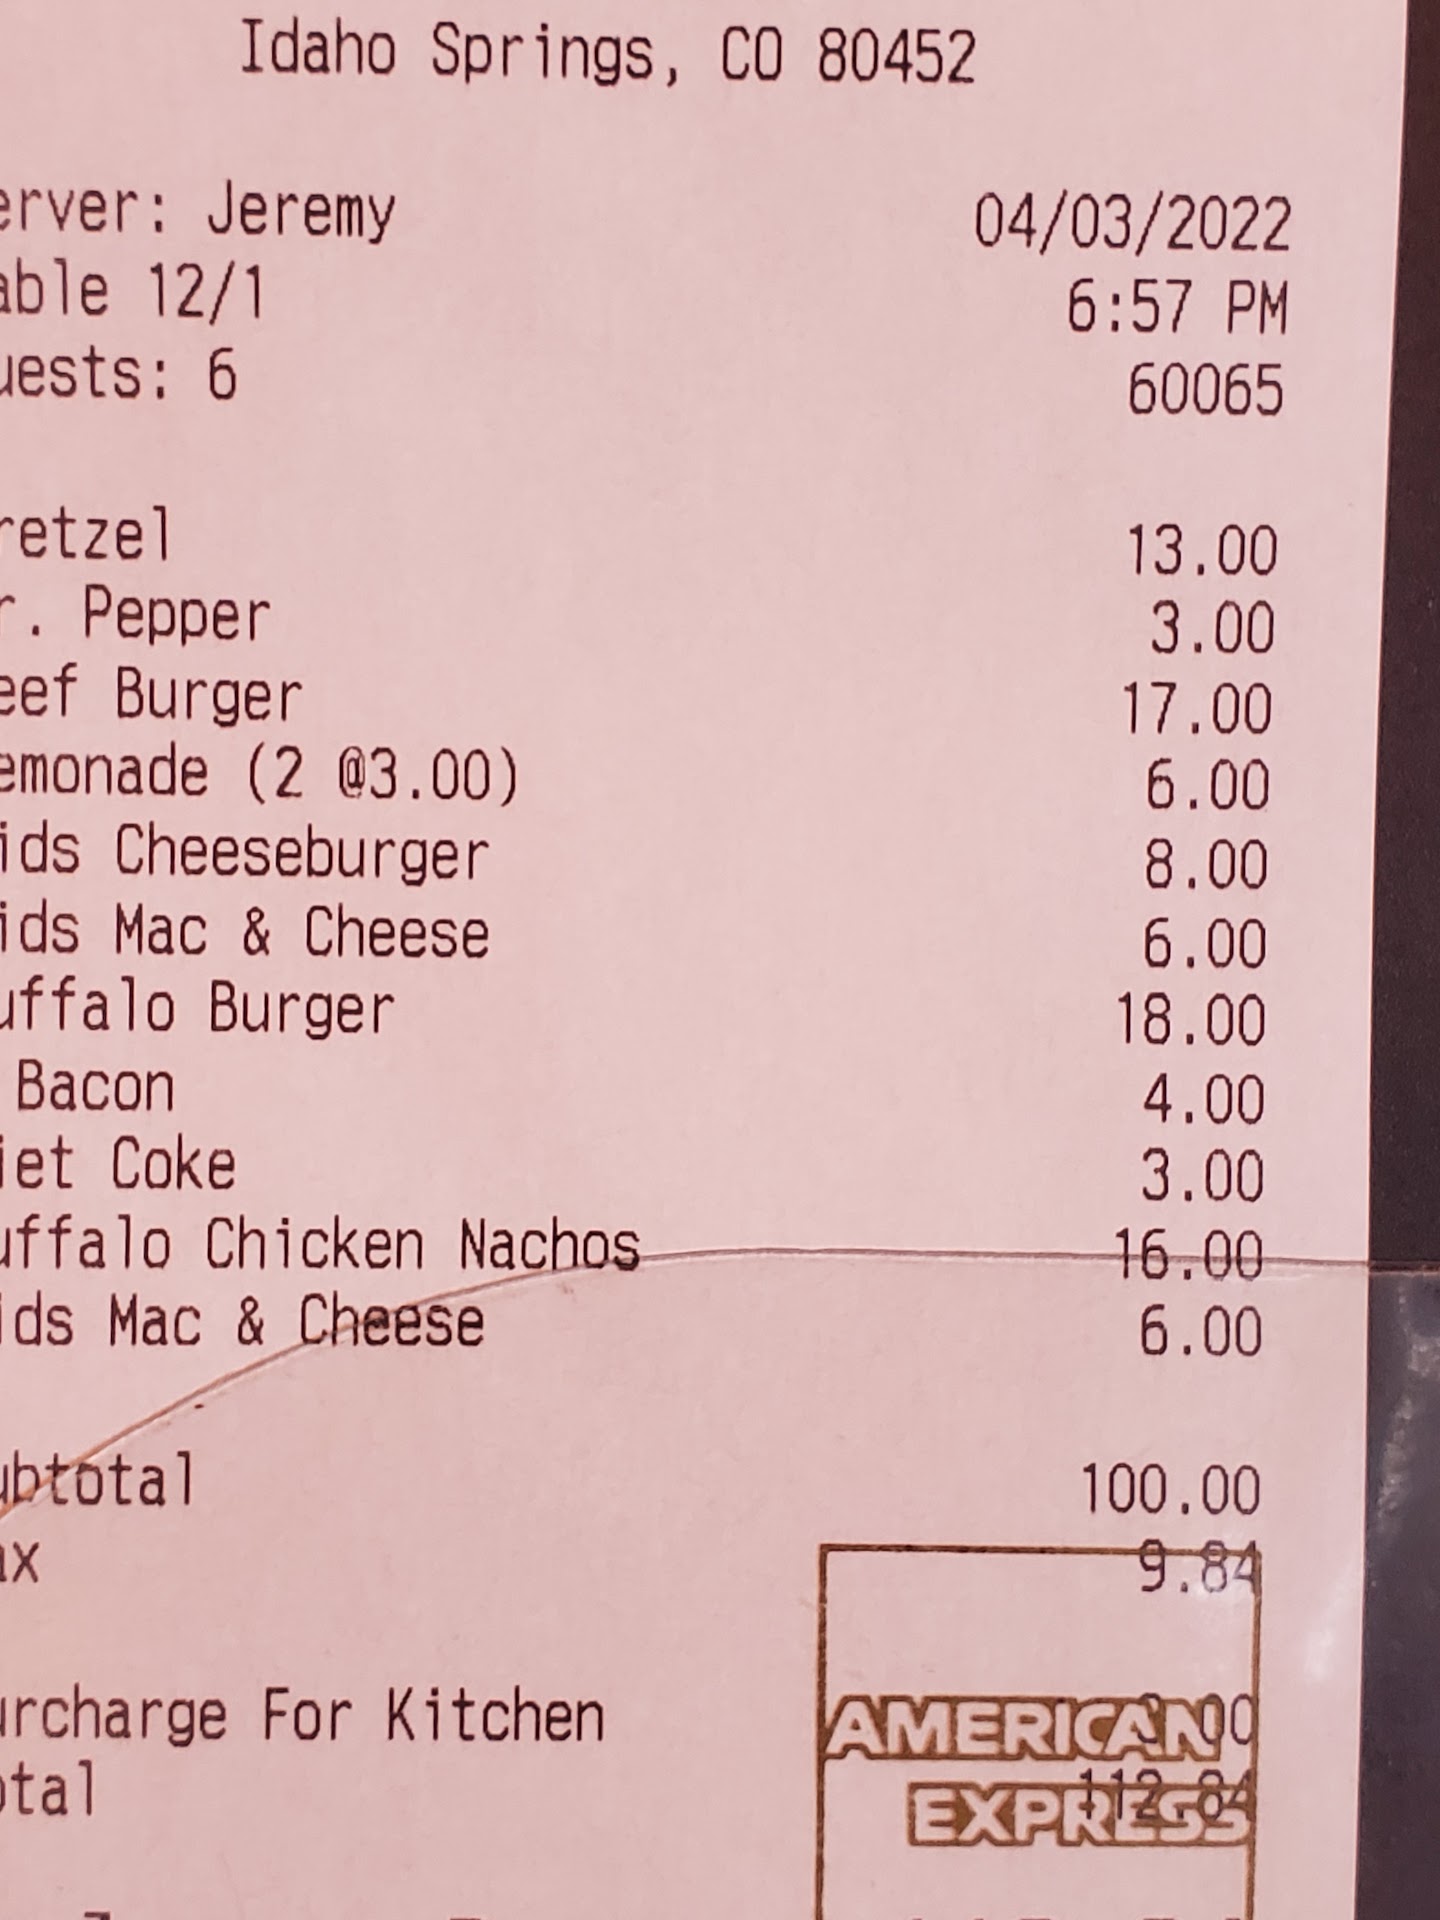 Idaho Springs, CO 80452
erver: Jeremy 04/03/2022
able 12/1 6:57 PM
uests: 6 60065
retzel 13.00
r. Pepper 3.00
eef Burger 17.00
emonade (2 @3.00) 6.00
ids Cheeseburger 8.00
ids Mac & Cheese 6.00
uffalo Burger 18.00
Bacon 4.00
iet Coke 3.00
uffalo Chicken Nachos 16.00
ids Mac & Cheese 6.00
ubtotal 100.00
ax 9.84
urcharge For Kitchen
otal 112.84
AMERICAN
EXPRESS